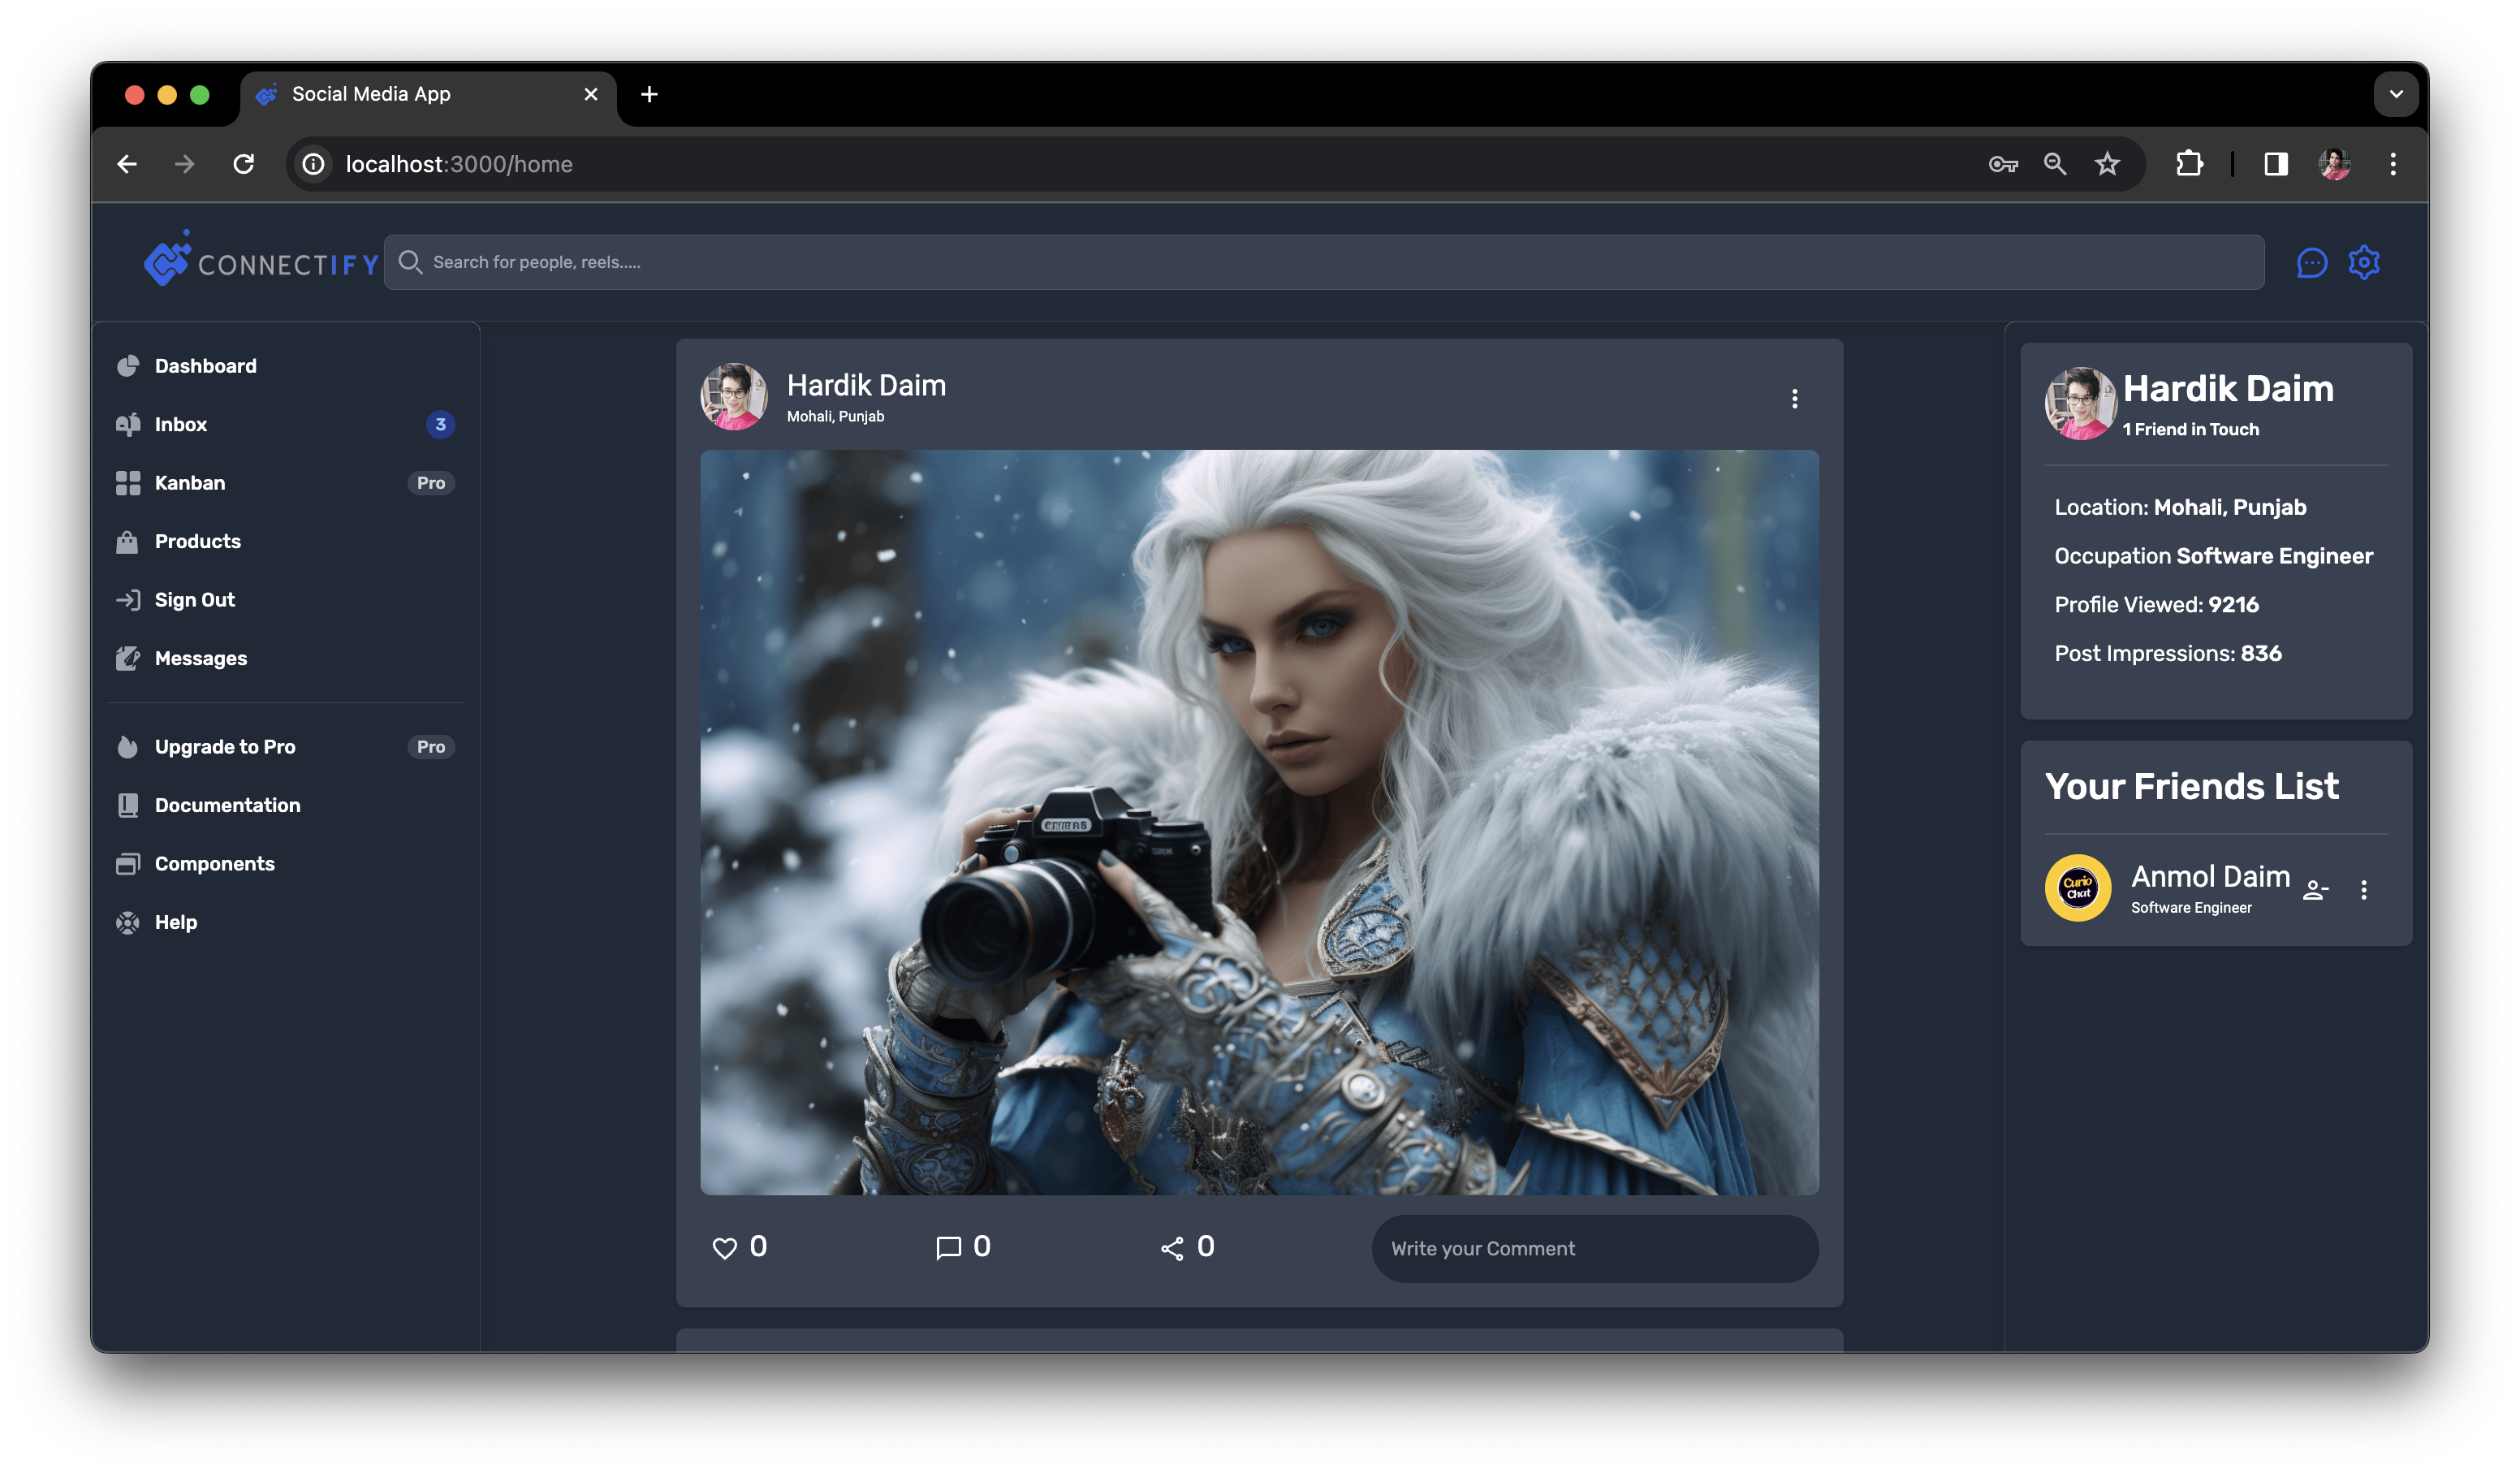 Social Media App
localhost:3000/home
CONNECTIFY
Search for people, reels.....
Dashboard
Inbox
3
Kanban
Pro
Products
Sign Out
Messages
Upgrade to Pro
Pro
Documentation
Components
Help
Hardik Daim
Mohali, Punjab
0
0
0
Write your Comment
Hardik Daim
1 Friend in Touch
Location: Mohali, Punjab
Occupation Software Engineer
Profile Viewed: 9216
Post Impressions: 836
Your Friends List
Curio
Chat
Anmol Daim
Software Engineer